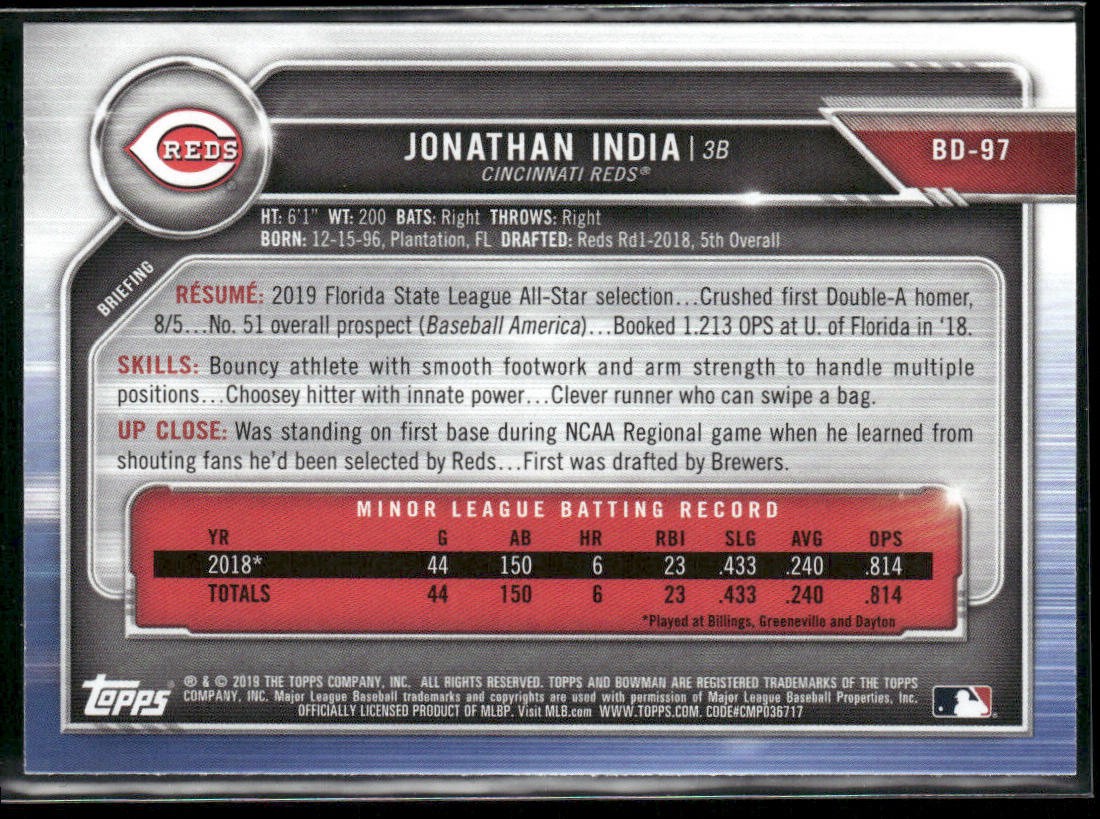 REDS
JONATHAN INDIA | 3B
BD-97
CINCINNATI REDS®
HT: 6'1" WT: 200 BATS: Right THROWS: Right
BORN: 12-15-96, Plantation, FL DRAFTED: Reds Rd1-2018, 5th Overall
BRIEFING
RÉSUMÉ: 2019 Florida State League All-Star selection...Crushed first Double-A homer,
8/5...No. 51 overall prospect (Baseball America)...Booked 1.213 OPS at U. of Florida in '18.
SKILLS: Bouncy athlete with smooth footwork and arm strength to handle multiple
positions...Choosey hitter with innate power...Clever runner who can swipe a bag.
UP CLOSE: Was standing on first base during NCAA Regional game when he learned from
shouting fans he'd been selected by Reds...First was drafted by Brewers.
MINOR LEAGUE BATTING RECORD
YR G AB HR RBI SLG AVG OPS
2018* 44 150 6 23 .433 .240 .814
TOTALS 44 150 6 23 .433 .240 .814
*Played at Billings, Greeneville and Dayton
topps
® & © 2019 THE TOPPS COMPANY, INC. ALL RIGHTS RESERVED. TOPPS AND BOWMAN ARE REGISTERED TRADEMARKS OF THE TOPPS
COMPANY, INC. Major League Baseball trademarks and copyrights are used with permission of Major League Baseball Properties, Inc.
OFFICIALLY LICENSED PRODUCT OF MLBP. Visit MLB.com WWW.TOPPS.COM. CODE#CMP036717